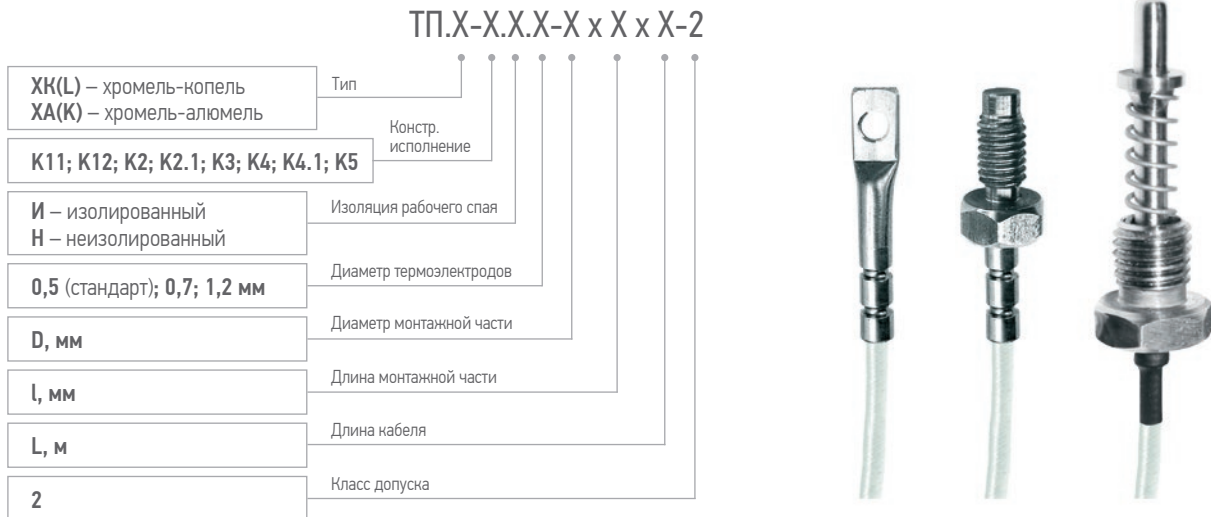 ТП.Х-Х.Х.Х-Х х Х х Х-2
ХК(L) – хромель-копель
ХА(K) – хромель-алюмель
Тип
К11; К12; К2; К2.1; К3; К4; К4.1; К5
Констр.
исполнение
И – изолированный
Н – неизолированный
Изоляция рабочего спая
0,5 (стандарт); 0,7; 1,2 мм
Диаметр термоэлектродов
D, мм
Диаметр монтажной части
l, мм
Длина монтажной части
L, м
Длина кабеля
2
Класс допуска